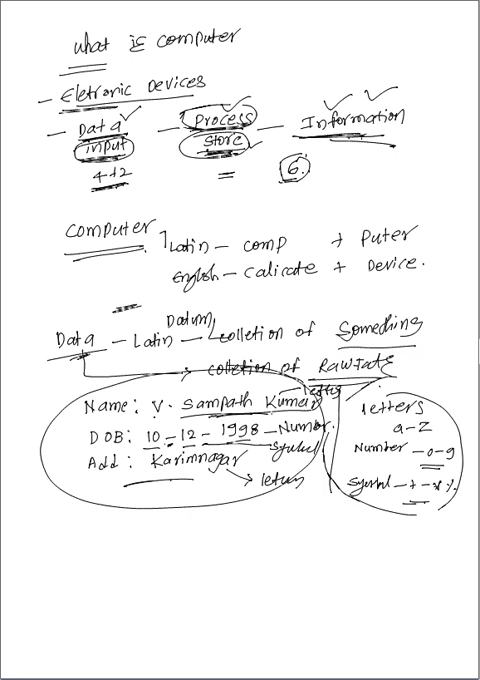 what is computer
- Eletronic Devices
- Data - Process - Information
input store
4+2 6.
Computer Latin - comp + Puter
English - calicate + Device.
Datum
Data - Latin - colletion of Something
colletion of Rawfats
letters
Name: V. Sampath Kumar letters
a-z
DOB: 10-12-1998 - Number.
Symbol Number - 0-9
Add: Karimnagar
letters Symbol - + - * %